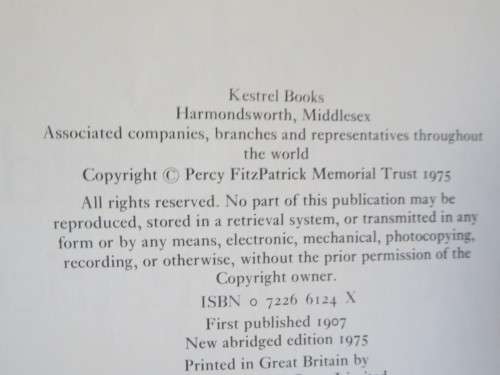 Kestrel Books
Harmondsworth, Middlesex
Associated companies, branches and representatives throughout
the world
Copyright © Percy FitzPatrick Memorial Trust 1975
All rights reserved. No part of this publication may be
reproduced, stored in a retrieval system, or transmitted in any
form or by any means, electronic, mechanical, photocopying,
recording, or otherwise, without the prior permission of the
Copyright owner.
ISBN 0 7226 6124 X
First published 1907
New abridged edition 1975
Printed in Great Britain by
Limited